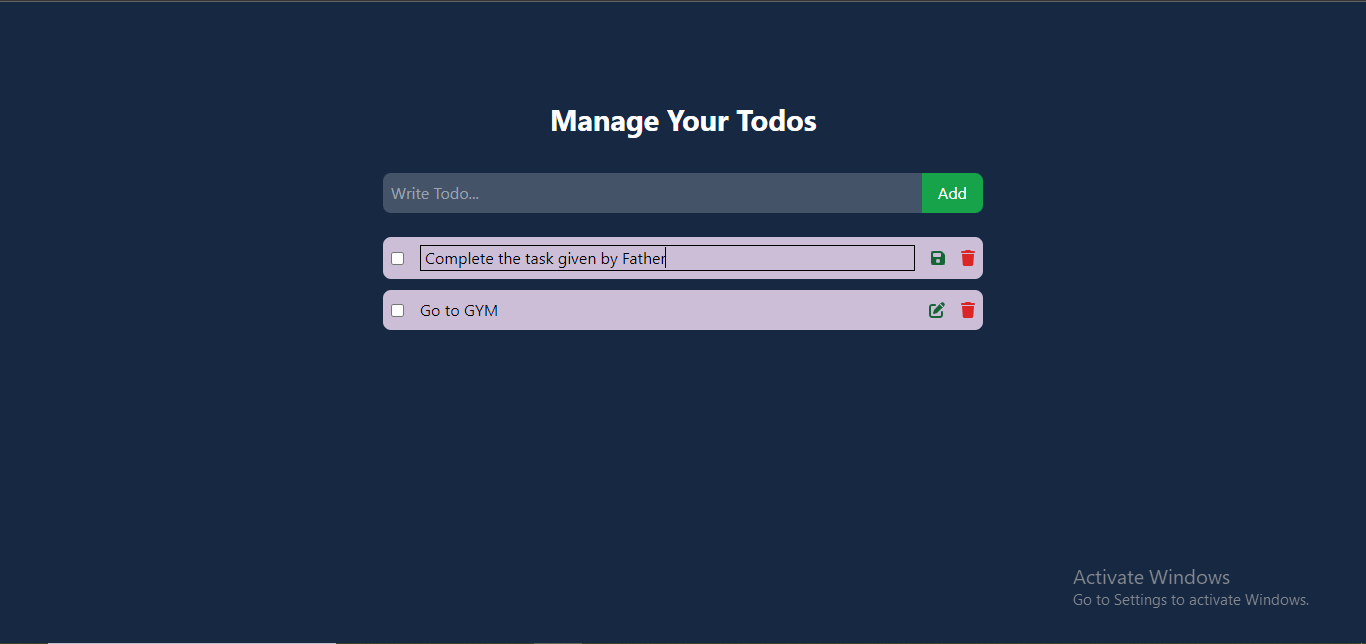 Manage Your Todos
Write Todo...
Add
Complete the task given by Father
Go to GYM
Activate Windows
Go to Settings to activate Windows.